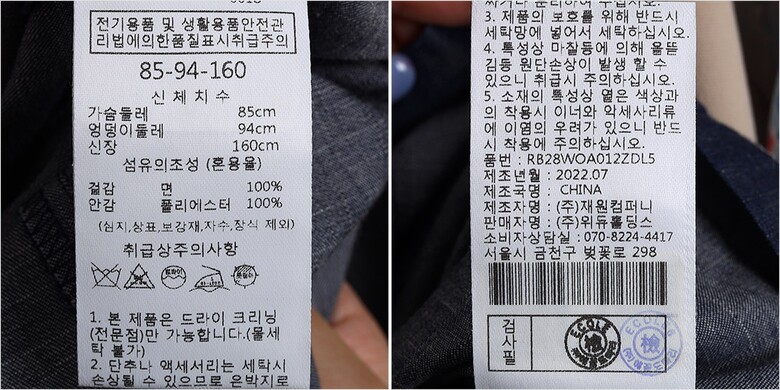 전기용품 및 생활용품안전관
리법에의한품질표시취급주의
85-94-160
신체치수
가슴둘레 85cm
엉덩이둘레 94cm
신장 160cm
섬유의조성 (혼용율)
겉감 면 100%
안감 폴리에스터 100%
(심지,상표,보강재,자수,장식 제외)
취급상주의사항
1. 본 제품은 드라이 크리닝
(전문점)만 가능합니다.(물세
탁 불가)
2. 단추나 액세서리는 세탁시
손상될 수 있으므로 은박지로
3. 제품의 보호를 위해 반드시
세탁망에 넣어서 세탁하십시오.
4. 특성상 마찰등에 의해 올뜯
김등 원단손상이 발생 할 수
있으니 취급시 주의하십시오.
5. 소재의 특성상 옅은 색상과
의 착용시 이너와 악세사리류
에 이염의 우려가 있으니 반드
시 착용에 주의하십시오.
품번 : RB28WOA012ZDL5
제조년월 : 2022.07
제조국명 : CHINA
제조자명 : (주)재원컴퍼니
판매자명 : (주)위듀홀딩스
소비자상담실 : 070-8224-4417
서울시 금천구 벚꽃로 298
검사필
ECOLE
檢
檢